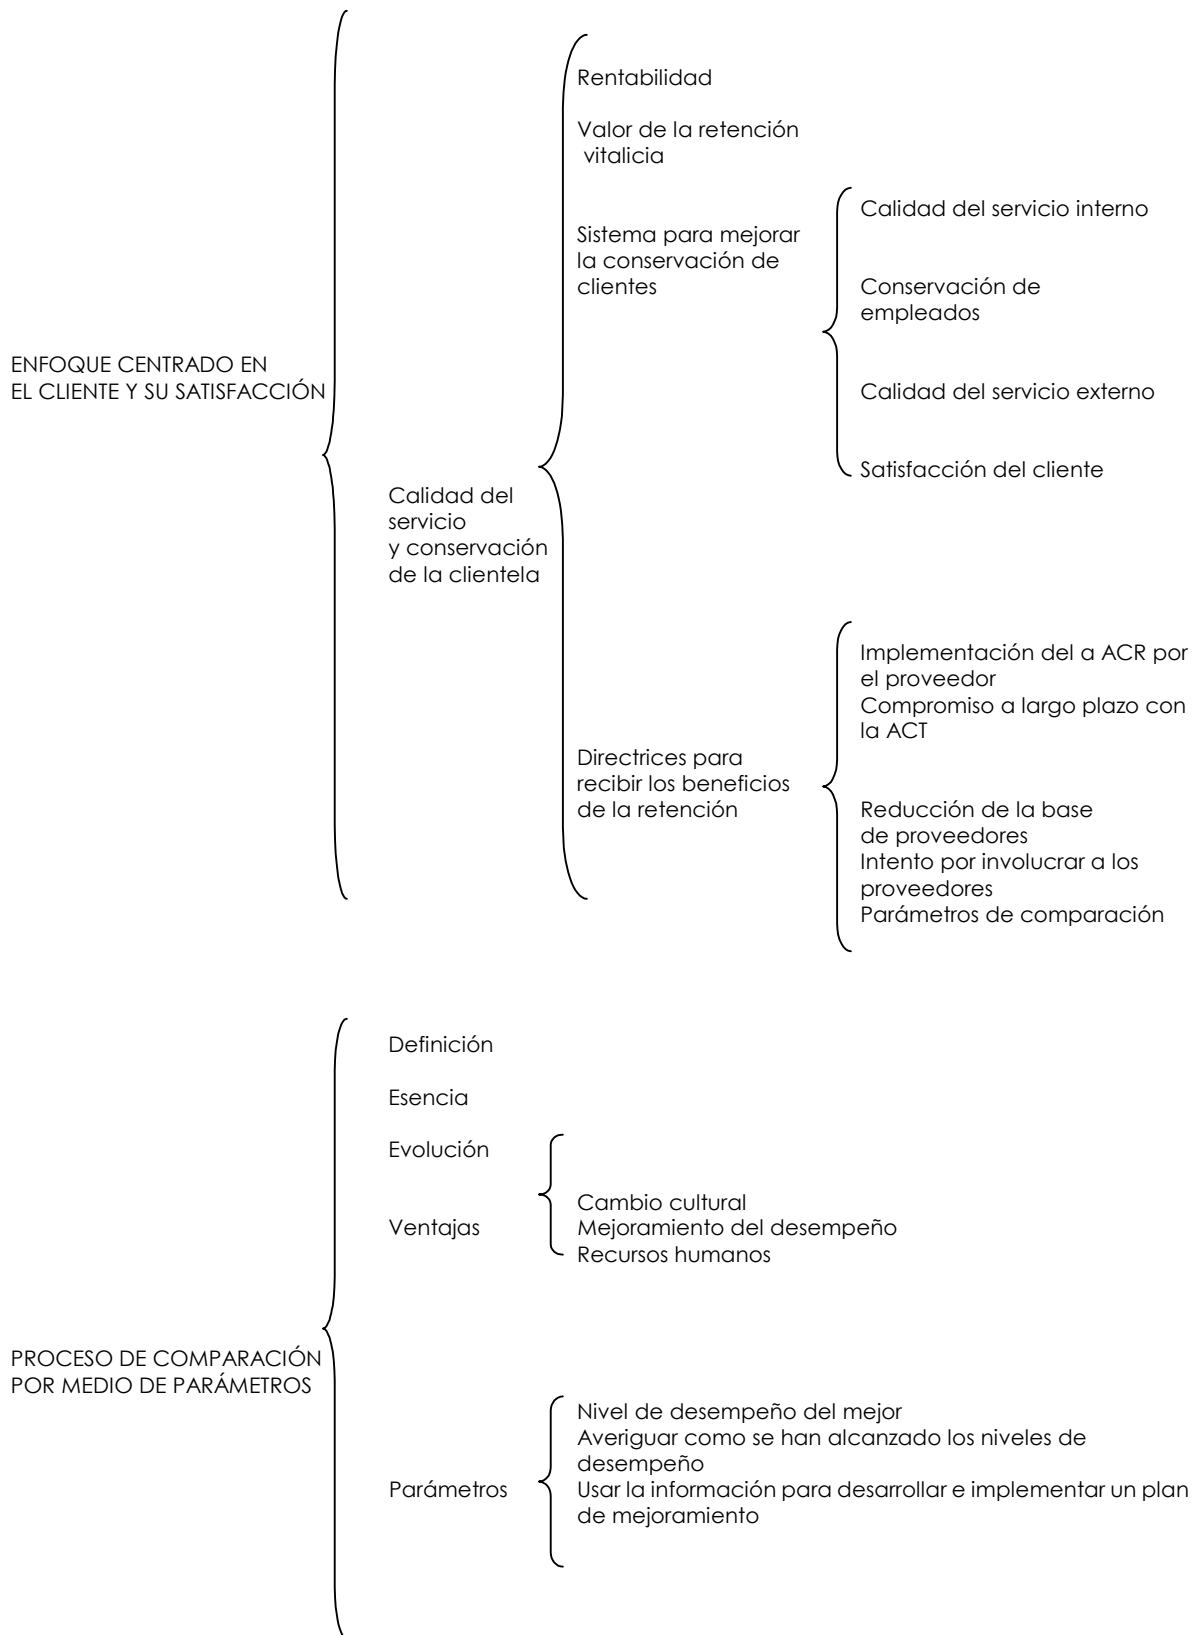 Rentabilidad
Valor de la retención
vitalicia
Sistema para mejorar
la conservación de
clientes
Calidad del servicio interno
Conservación de
empleados
Calidad del servicio externo
Satisfacción del cliente
ENFOQUE CENTRADO EN
EL CLIENTE Y SU SATISFACCIÓN
Calidad del
servicio
y conservación
de la clientela
Implementación del a ACR por
el proveedor
Compromiso a largo plazo con
la ACT
Directrices para
recibir los beneficios
de la retención
Reducción de la base
de proveedores
Intento por involucrar a los
proveedores
Parámetros de comparación
Definición
Esencia
Evolución
Ventajas
Cambio cultural
Mejoramiento del desempeño
Recursos humanos
PROCESO DE COMPARACIÓN
POR MEDIO DE PARÁMETROS
Parámetros
Nivel de desempeño del mejor
Averiguar como se han alcanzado los niveles de
desempeño
Usar la información para desarrollar e implementar un plan
de mejoramiento